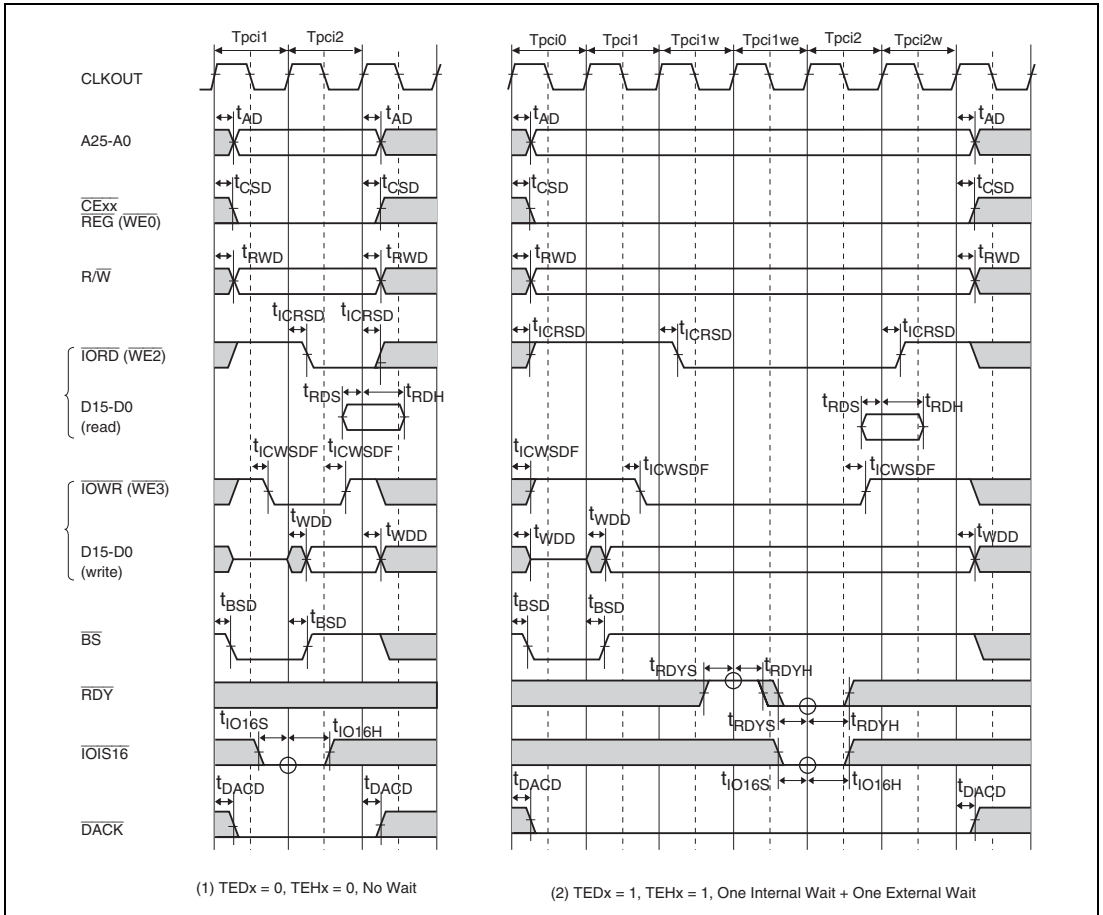 Tpci1 Tpci2 Tpci0 Tpci1 Tpci1w Tpci1we Tpci2 Tpci2w
CLKOUT
tAD tAD tAD tAD
A25-A0
tCSD tCSD tCSD tCSD
CExx
REG (WE0)
tRWD tRWD tRWD tRWD
R/W
tICRSD tICRSD tICRSD tICRSD tICRSD
IORD (WE2)
tRDS tRDH tRDS tRDH
D15-D0
(read)
tICWSDF tICWSDF tICWSDF tICWSDF tICWSDF
IOWR (WE3)
tWDD tWDD tWDD tWDD tWDD
D15-D0
(write)
tBSD tBSD tBSD tBSD
BS
tRDYS tRDYH
RDY
tRDYS tRDYH
tIO16S tIO16H
IOIS16
tIO16S tIO16H
tDACD tDACD tDACD tDACD
DACK
(1) TEDx = 0, TEHx = 0, No Wait
(2) TEDx = 1, TEHx = 1, One Internal Wait + One External Wait